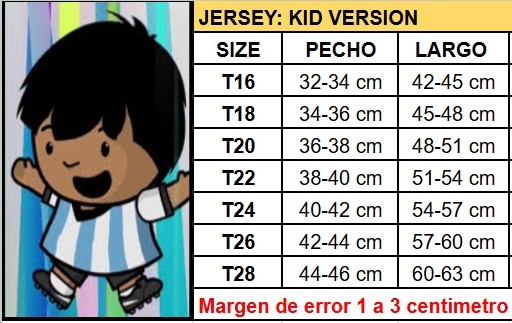 JERSEY: KID VERSION
SIZE PECHO LARGO
T16 32-34 cm 42-45 cm
T18 34-36 cm 45-48 cm
T20 36-38 cm 48-51 cm
T22 38-40 cm 51-54 cm
T24 40-42 cm 54-57 cm
T26 42-44 cm 57-60 cm
T28 44-46 cm 60-63 cm
Margen de error 1 a 3 centimetro